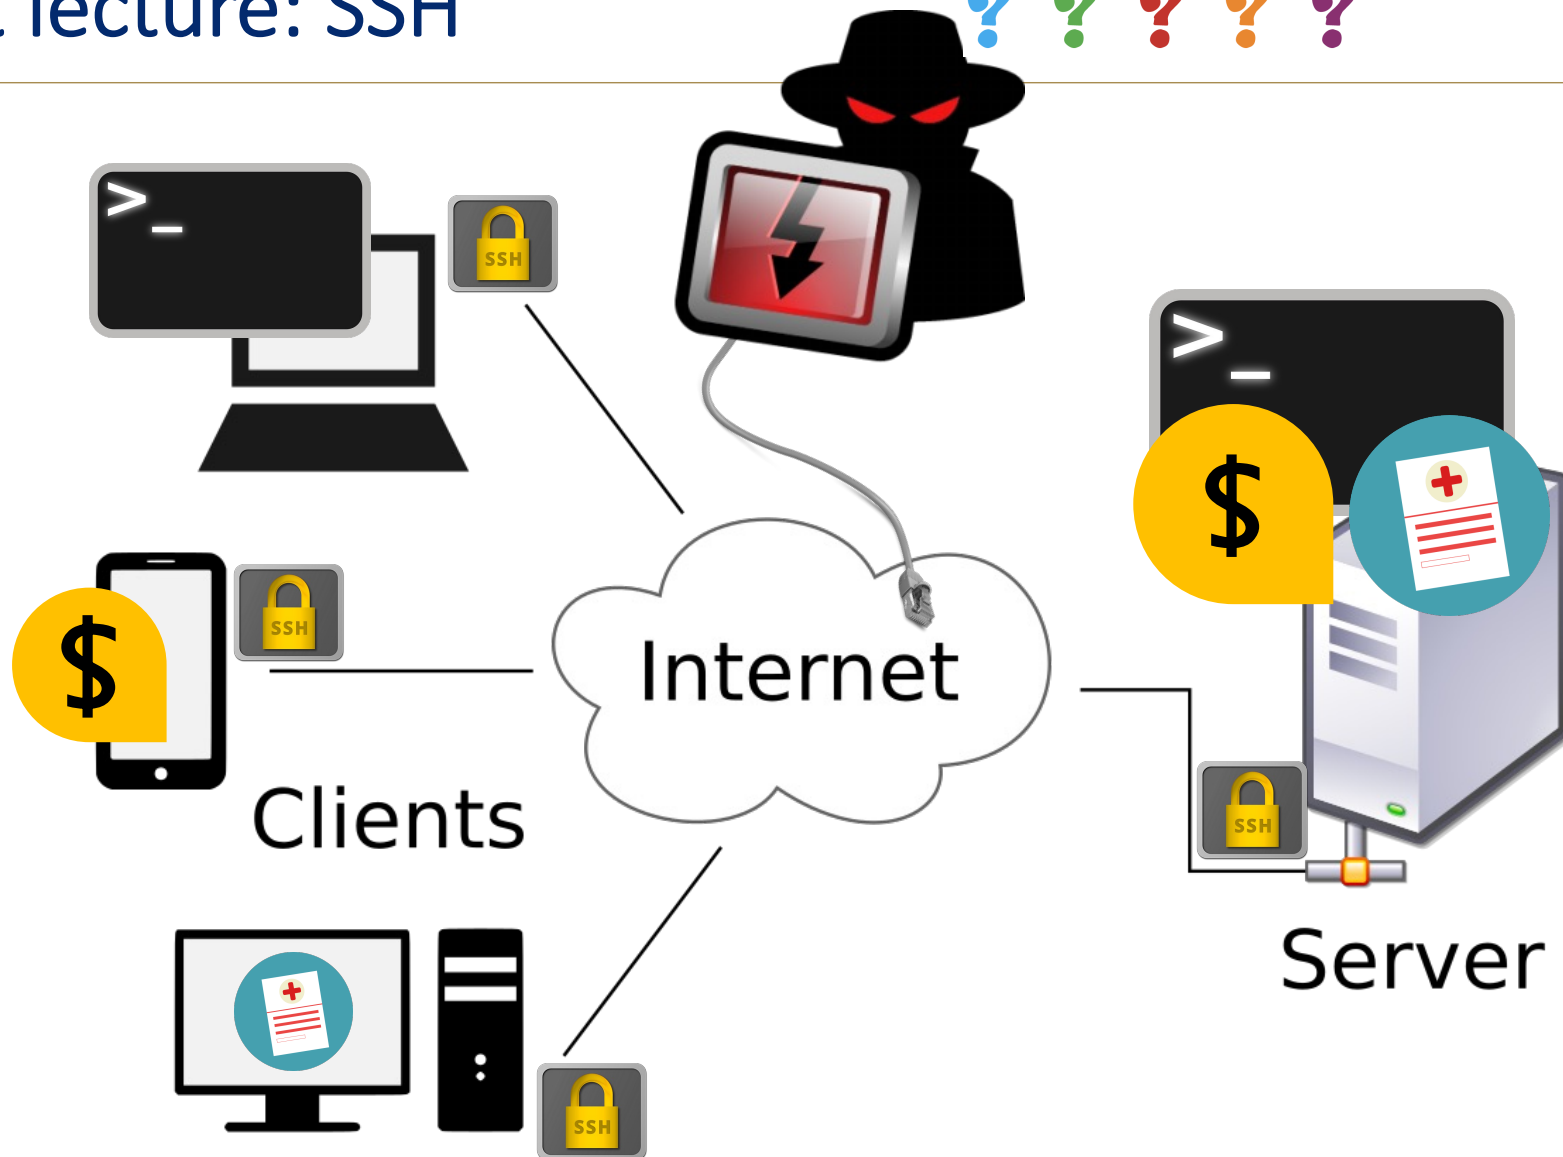 lecture: SSH
? ? ? ? ?
>_
SSH
>_
$
$
SSH
Internet
Clients
SSH
Server
SSH